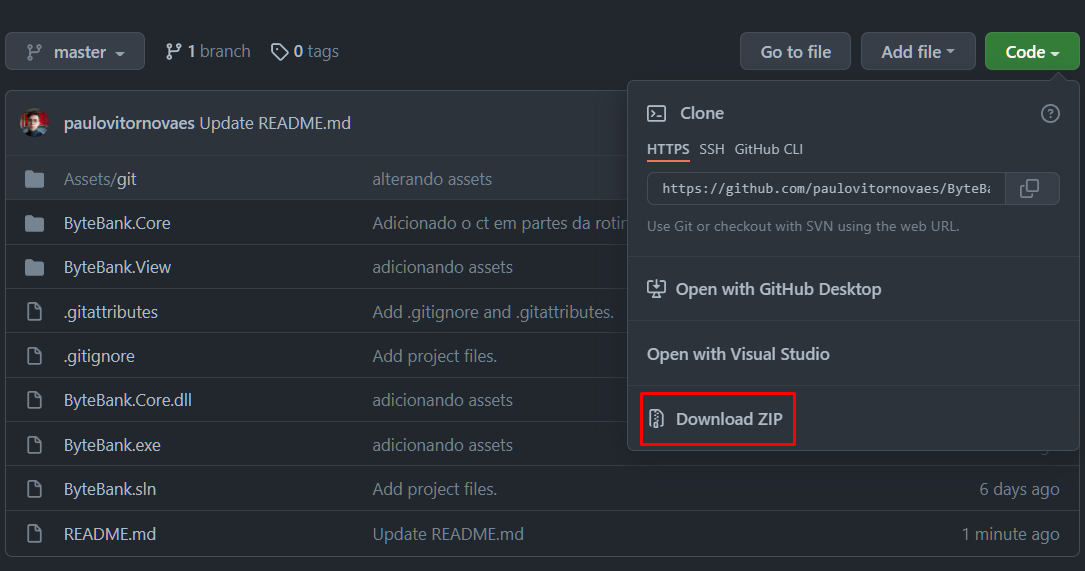 master 1 branch 0 tags Go to file Add file Code
paulovitornovaes Update README.md
Assets/git alterando assets
ByteBank.Core Adicionado o ct em partes da rotin
ByteBank.View adicionando assets
.gitattributes Add .gitignore and .gitattributes.
.gitignore Add project files.
ByteBank.Core.dll adicionando assets
ByteBank.exe adicionando assets
ByteBank.sln Add project files. 6 days ago
README.md Update README.md 1 minute ago
Clone
HTTPS SSH GitHub CLI
https://github.com/paulovitornovaes/ByteBa
Use Git or checkout with SVN using the web URL.
Open with GitHub Desktop
Open with Visual Studio
Download ZIP